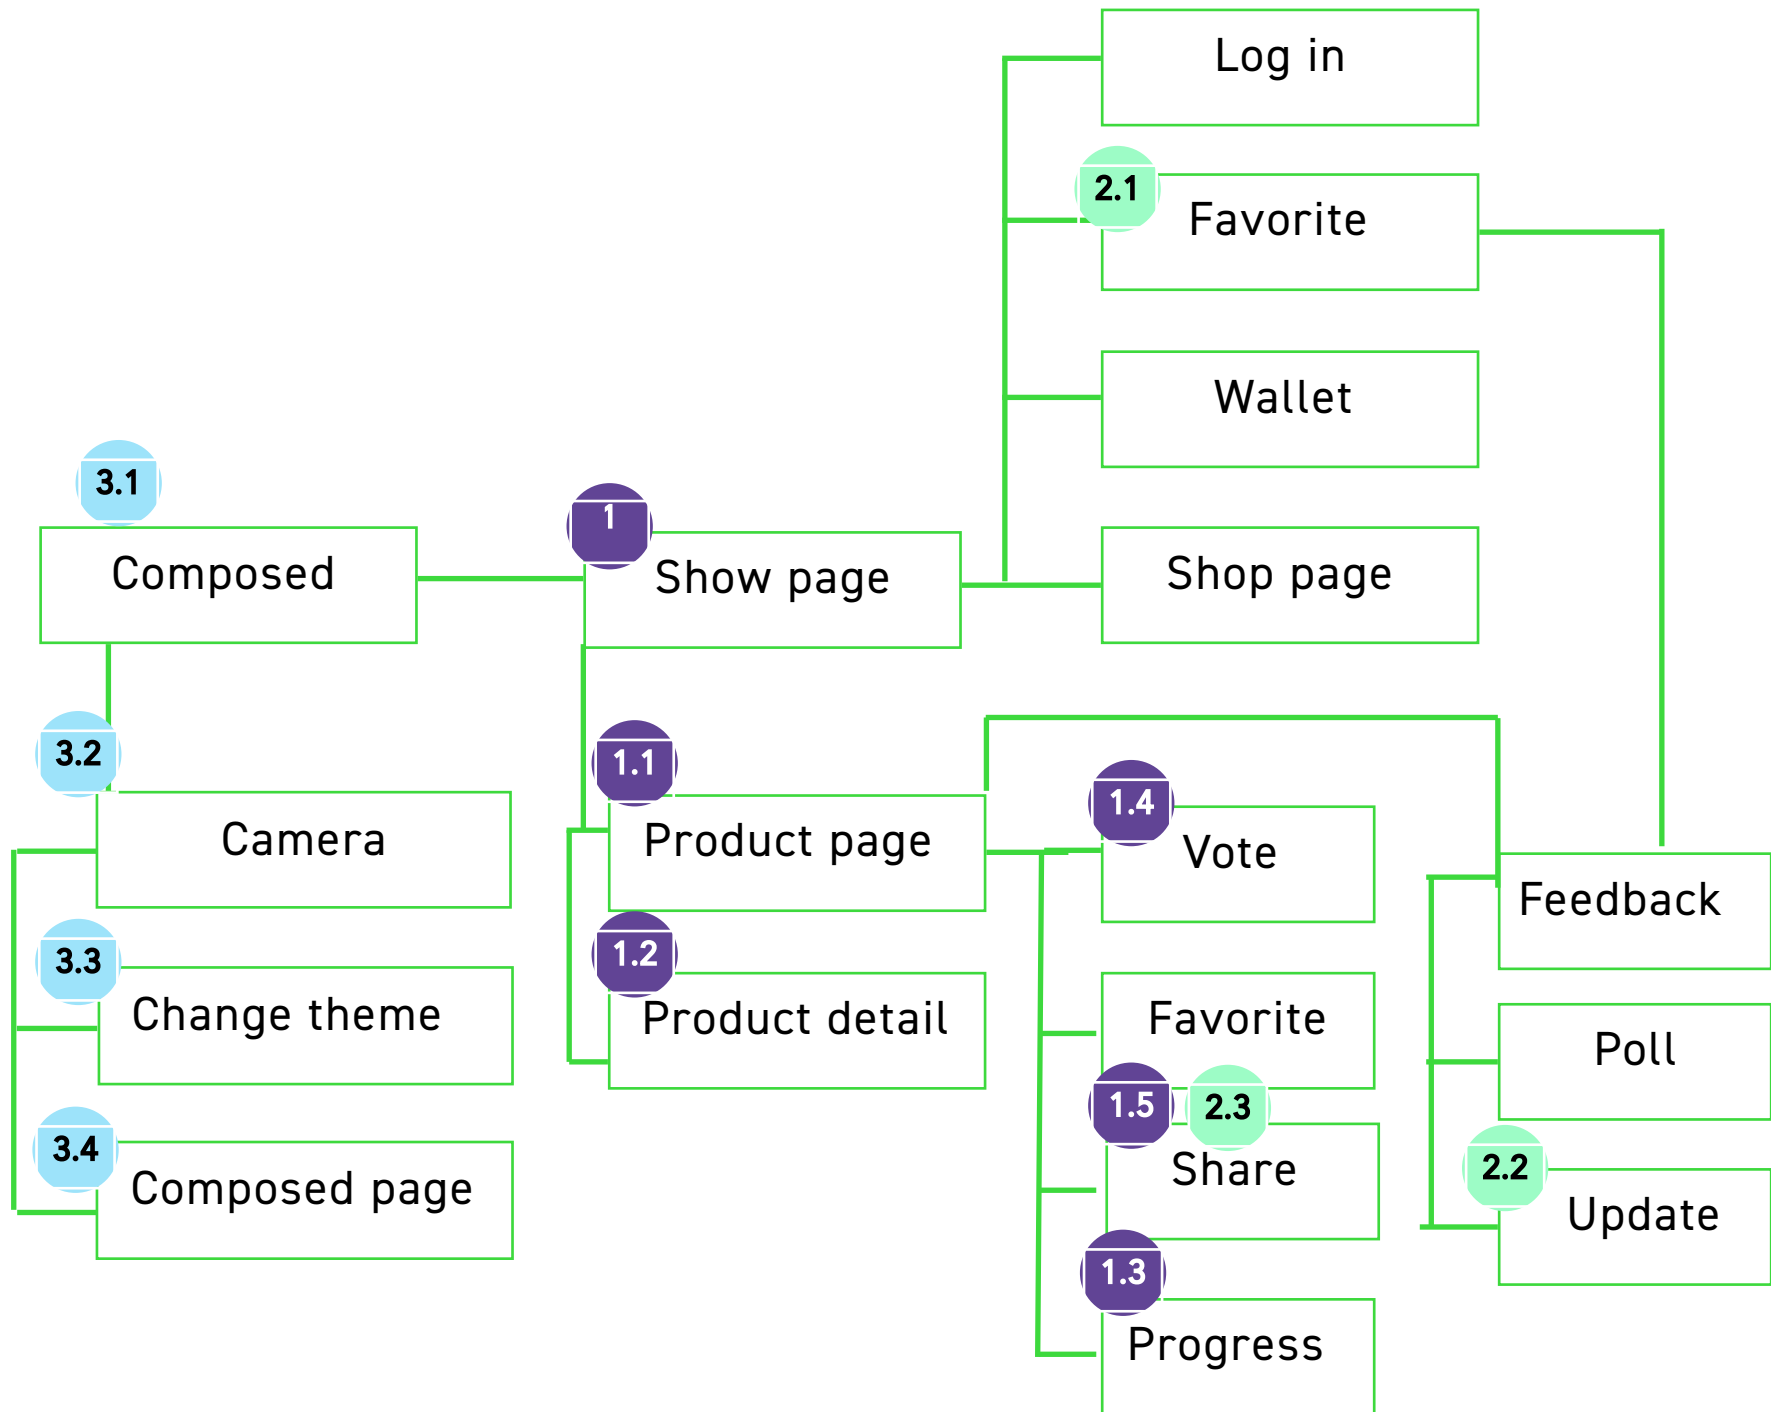 Log in
2.1
Favorite
Wallet
3.1
Composed
1
Show page
Shop page
3.2
Camera
1.1
Product page
1.4
Vote
Feedback
3.3
Change theme
1.2
Product detail
Favorite
Poll
3.4
Composed page
1.5
2.3
Share
2.2
Update
1.3
Progress